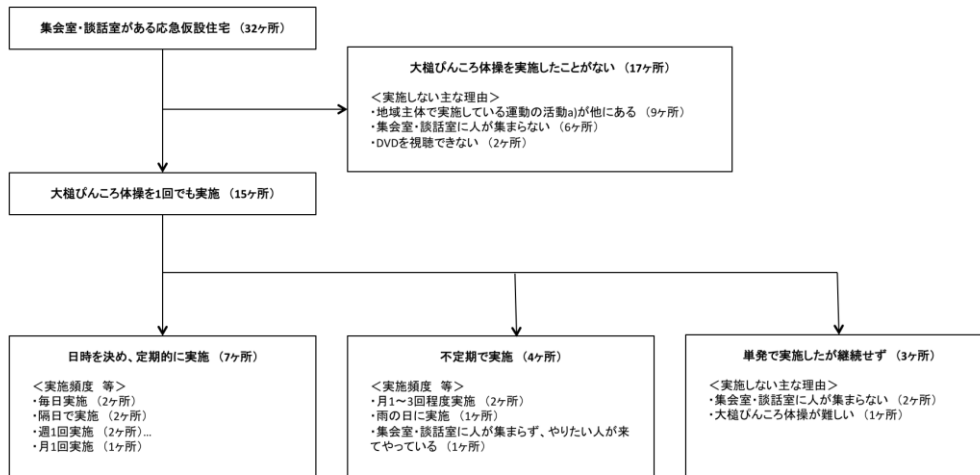 集会室・談話室がある応急仮設住宅 （32ヶ所）
大槌ぴんころ体操を実施したことがない （17ヶ所）
＜実施しない主な理由＞
・地域主体で実施している運動の活動a)が他にある （9ヶ所）
・集会室・談話室に人が集まらない （6ヶ所）
・DVDを視聴できない （2ヶ所）
大槌ぴんころ体操を1回でも実施 （15ヶ所）
日時を決め、定期的に実施 （7ヶ所）
＜実施頻度 等＞
・毎日実施 （2ヶ所）
・隔日で実施 （2ヶ所）
・週1回実施 （2ヶ所）…
・月1回実施 （1ヶ所）
不定期で実施 （4ヶ所）
＜実施頻度 等＞
・月1～3回程度実施 （2ヶ所）
・雨の日に実施 （1ヶ所）
・集会室・談話室に人が集まらず、やりたい人が来
てやっている （1ヶ所）
単発で実施したが継続せず （3ヶ所）
＜実施しない主な理由＞
・集会室・談話室に人が集まらない （2ヶ所）
・大槌ぴんころ体操が難しい （1ヶ所）